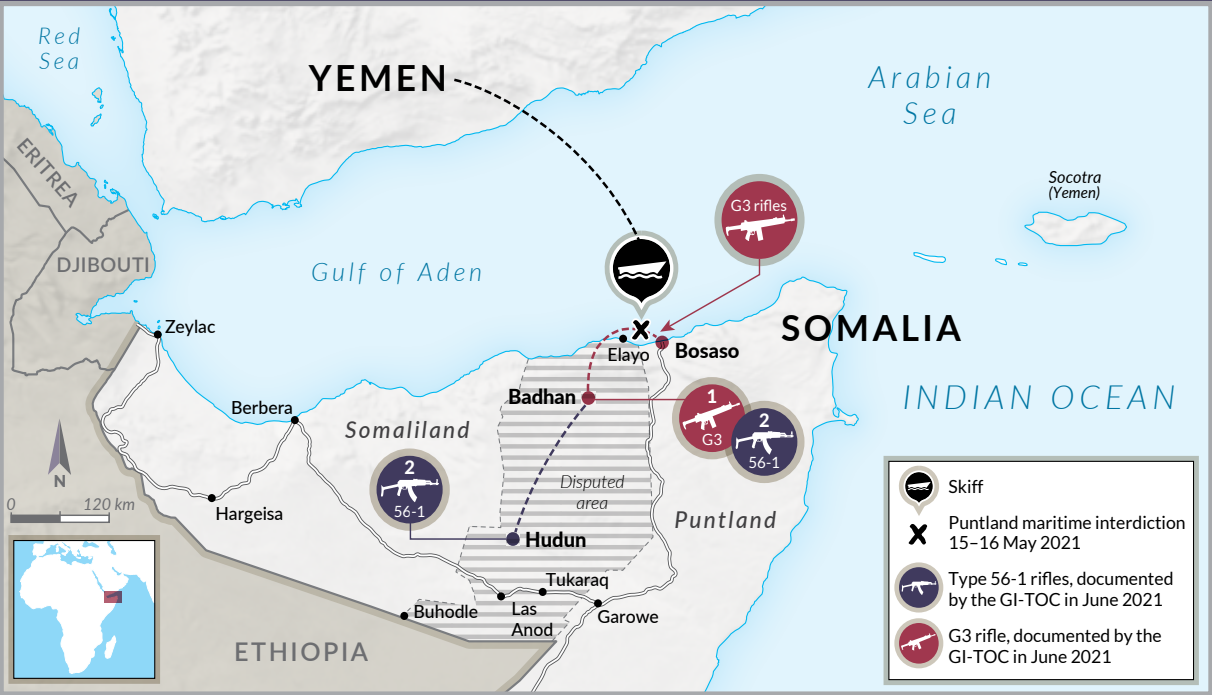 Red
Sea
YEMEN
Arabian
Sea
ERITREA
Socotra
(Yemen)
G3 rifles
DJIBOUTI
Gulf of Aden
Zeylac
SOMALIA
Elayo
Bosaso
INDIAN OCEAN
Badhan
1
G3
2
56-1
Berbera
Somaliland
2
56-1
Disputed
area
Puntland
N
0
120 km
Hargeisa
Hudun
Tukaraq
Buhodle
Las
Anod
Garowe
ETHIOPIA
Skiff
Puntland maritime interdiction
15–16 May 2021
Type 56-1 rifles, documented
by the GI-TOC in June 2021
G3 rifle, documented by the
GI-TOC in June 2021